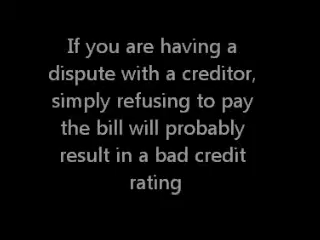 If you are having a
dispute with a creditor,
simply refusing to pay
the bill will probably
result in a bad credit
rating